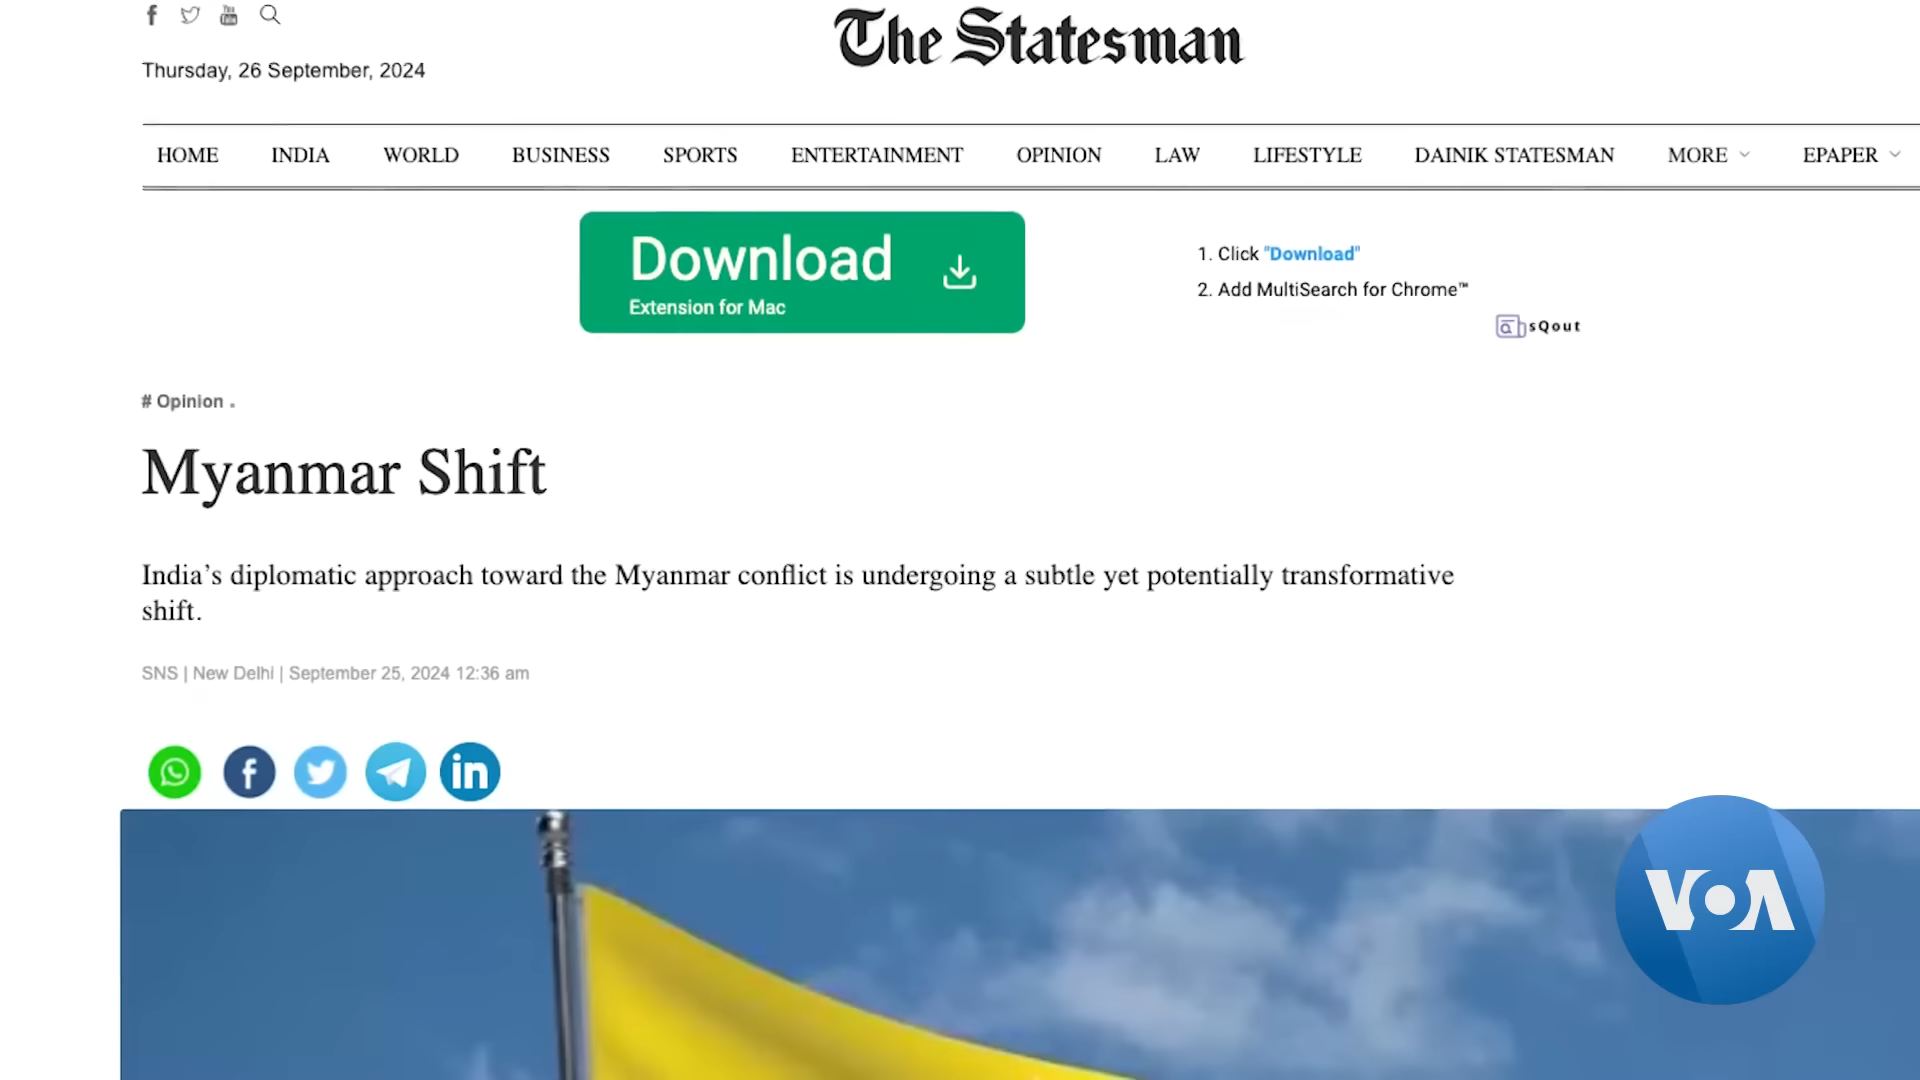 The Statesman
Thursday, 26 September, 2024
HOME INDIA WORLD BUSINESS SPORTS ENTERTAINMENT OPINION LAW LIFESTYLE DAINIK STATESMAN MORE EPAPER
Download
Extension for Mac
1. Click "Download"
2. Add MultiSearch for Chrome™
sQout
# Opinion .
Myanmar Shift
India’s diplomatic approach toward the Myanmar conflict is undergoing a subtle yet potentially transformative
shift.
SNS | New Delhi | September 25, 2024 12:36 am
VOA